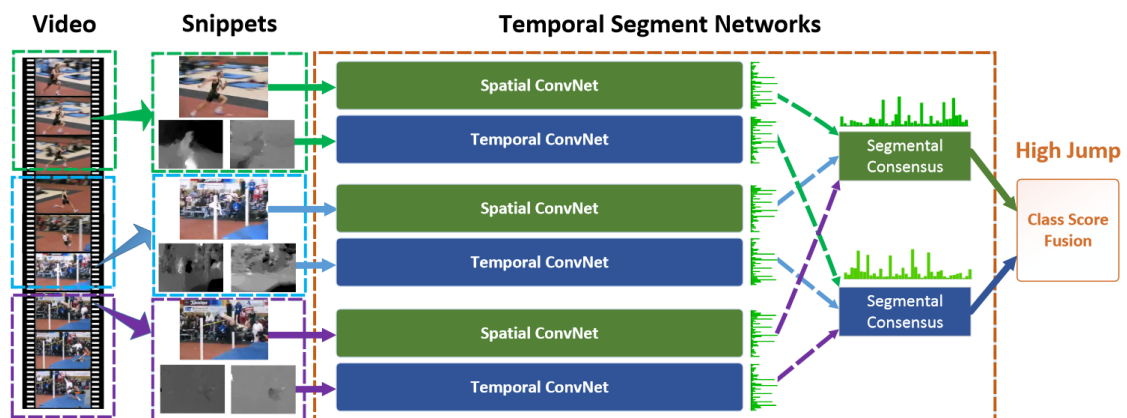 Video
Snippets
Temporal Segment Networks
Spatial ConvNet
Temporal ConvNet
Spatial ConvNet
Temporal ConvNet
Spatial ConvNet
Temporal ConvNet
Segmental
Consensus
Segmental
Consensus
High Jump
Class Score
Fusion